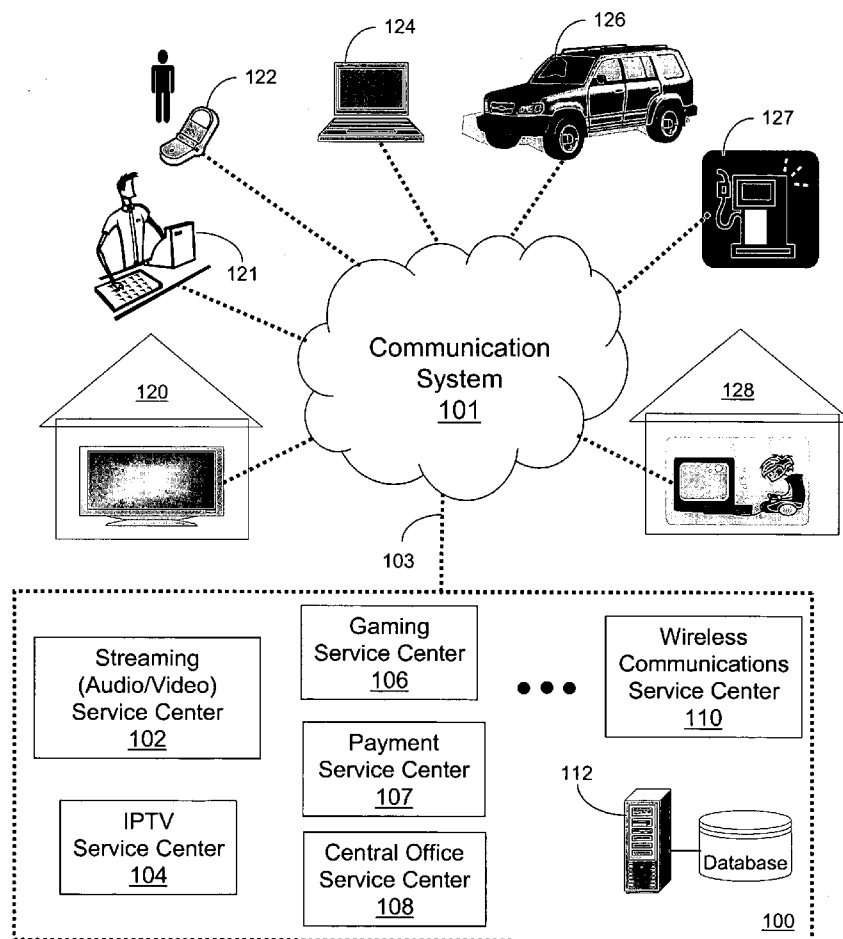 124
126
122
127
121
Communication
System
101
120
128
103
Streaming
(Audio/Video)
Service Center
102
Gaming
Service Center
106
Wireless
Communications
Service Center
110
Payment
Service Center
107
112
IPTV
Service Center
104
Central Office
Service Center
108
Database
100